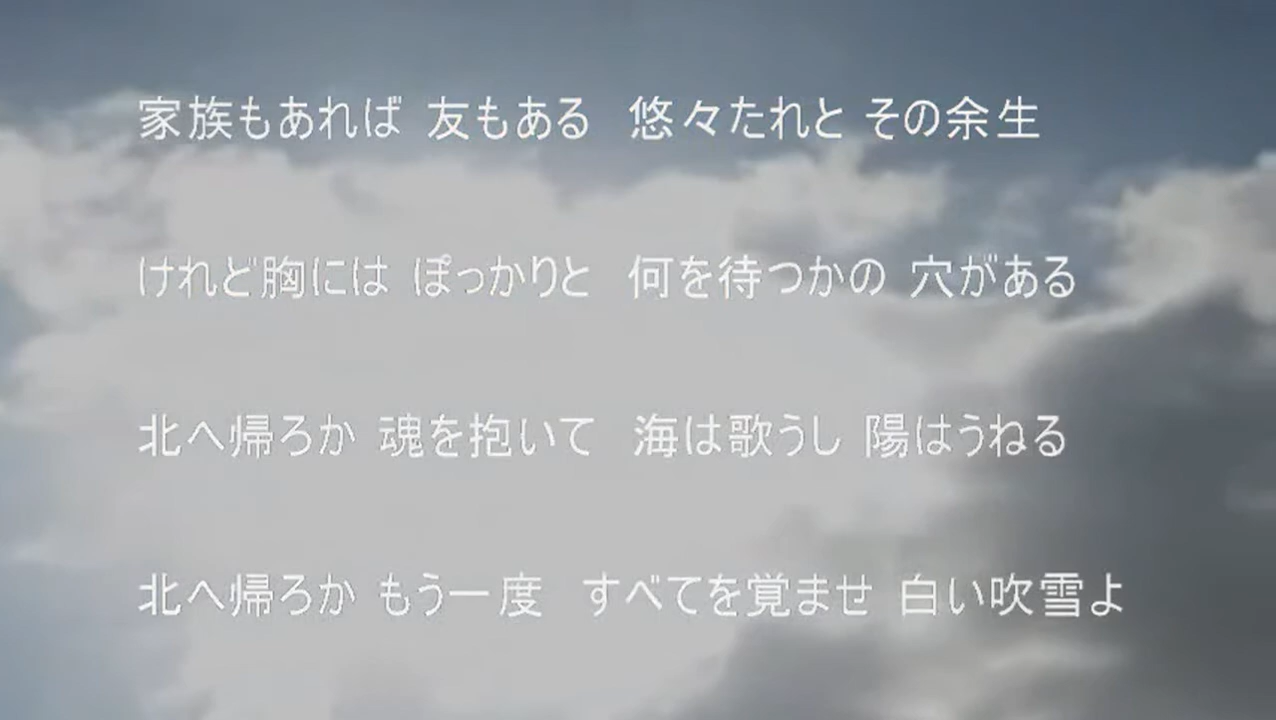 家族もあれば 友もある　悠々たれと その余生
けれど胸には ぽっかりと　何を待つかの 穴がある
北へ帰ろか 魂を抱いて　海は歌うし 陽はうねる
北へ帰ろか もう一度　すべてを覚ませ 白い吹雪よ